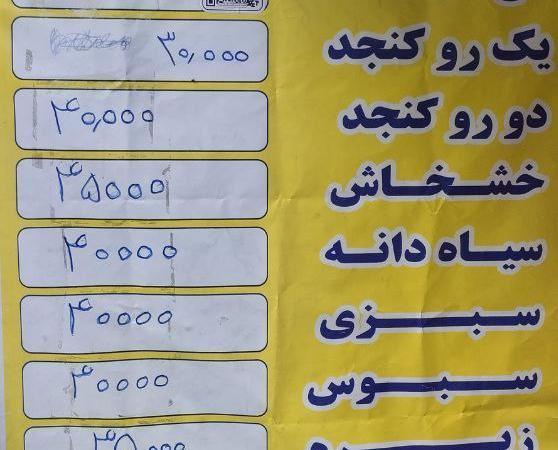 یک رو کنجد ۳۰,۰۰۰
دو رو کنجد ۴۰,۰۰۰
خشخاش ۴۵۰۰۰
سیاه دانه ۴۰۰۰۰
سبزی ۴۰۰۰۰
سبوس ۴۰۰۰۰
زیره